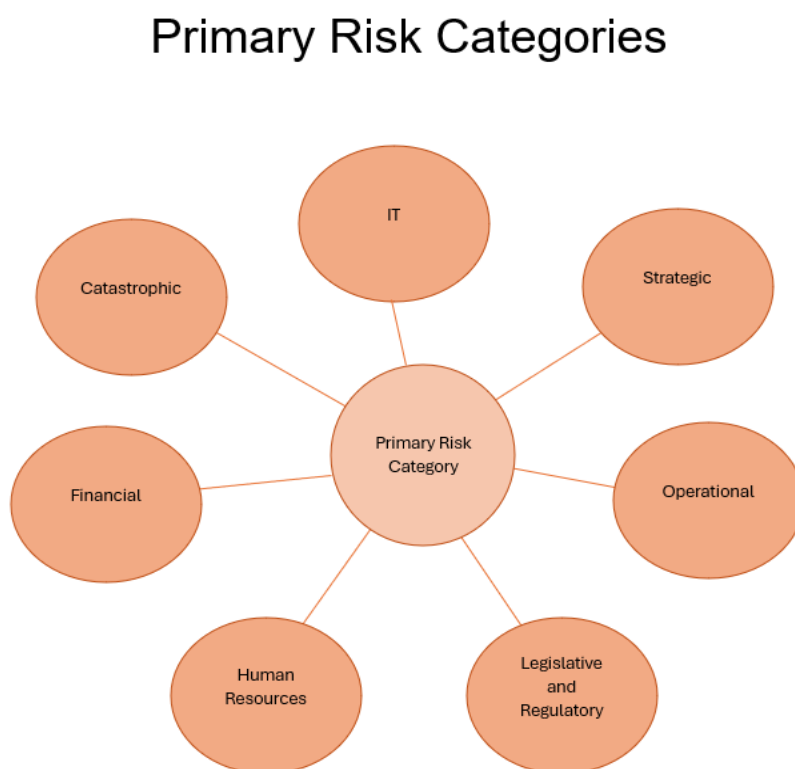 Primary Risk Categories
IT
Strategic
Catastrophic
Primary Risk
Category
Operational
Financial
Legislative
and
Regulatory
Human
Resources